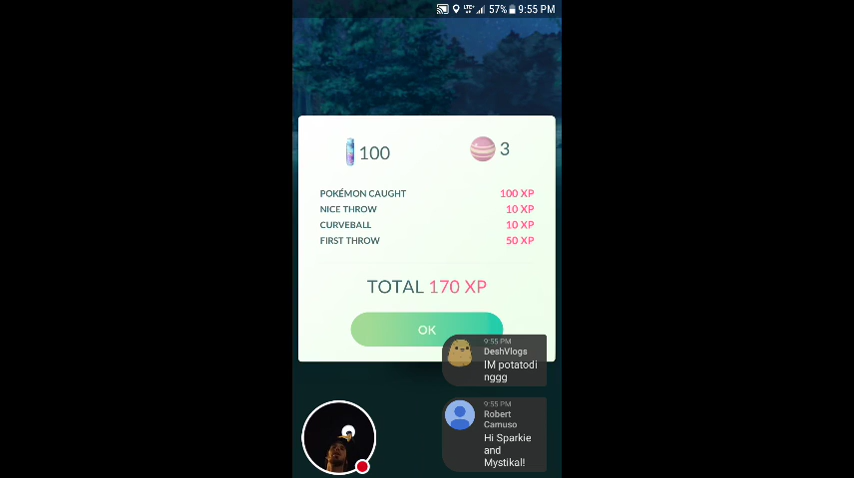 LTE 57% 9:55 PM
100
3
POKÉMON CAUGHT 100 XP
NICE THROW 10 XP
CURVEBALL 10 XP
FIRST THROW 50 XP
TOTAL 170 XP
OK
9:55 PM
DeshVlogs
IM potatodi
nggg
9:55 PM
Robert
Camuso
Hi Sparkie
and
Mystikal!